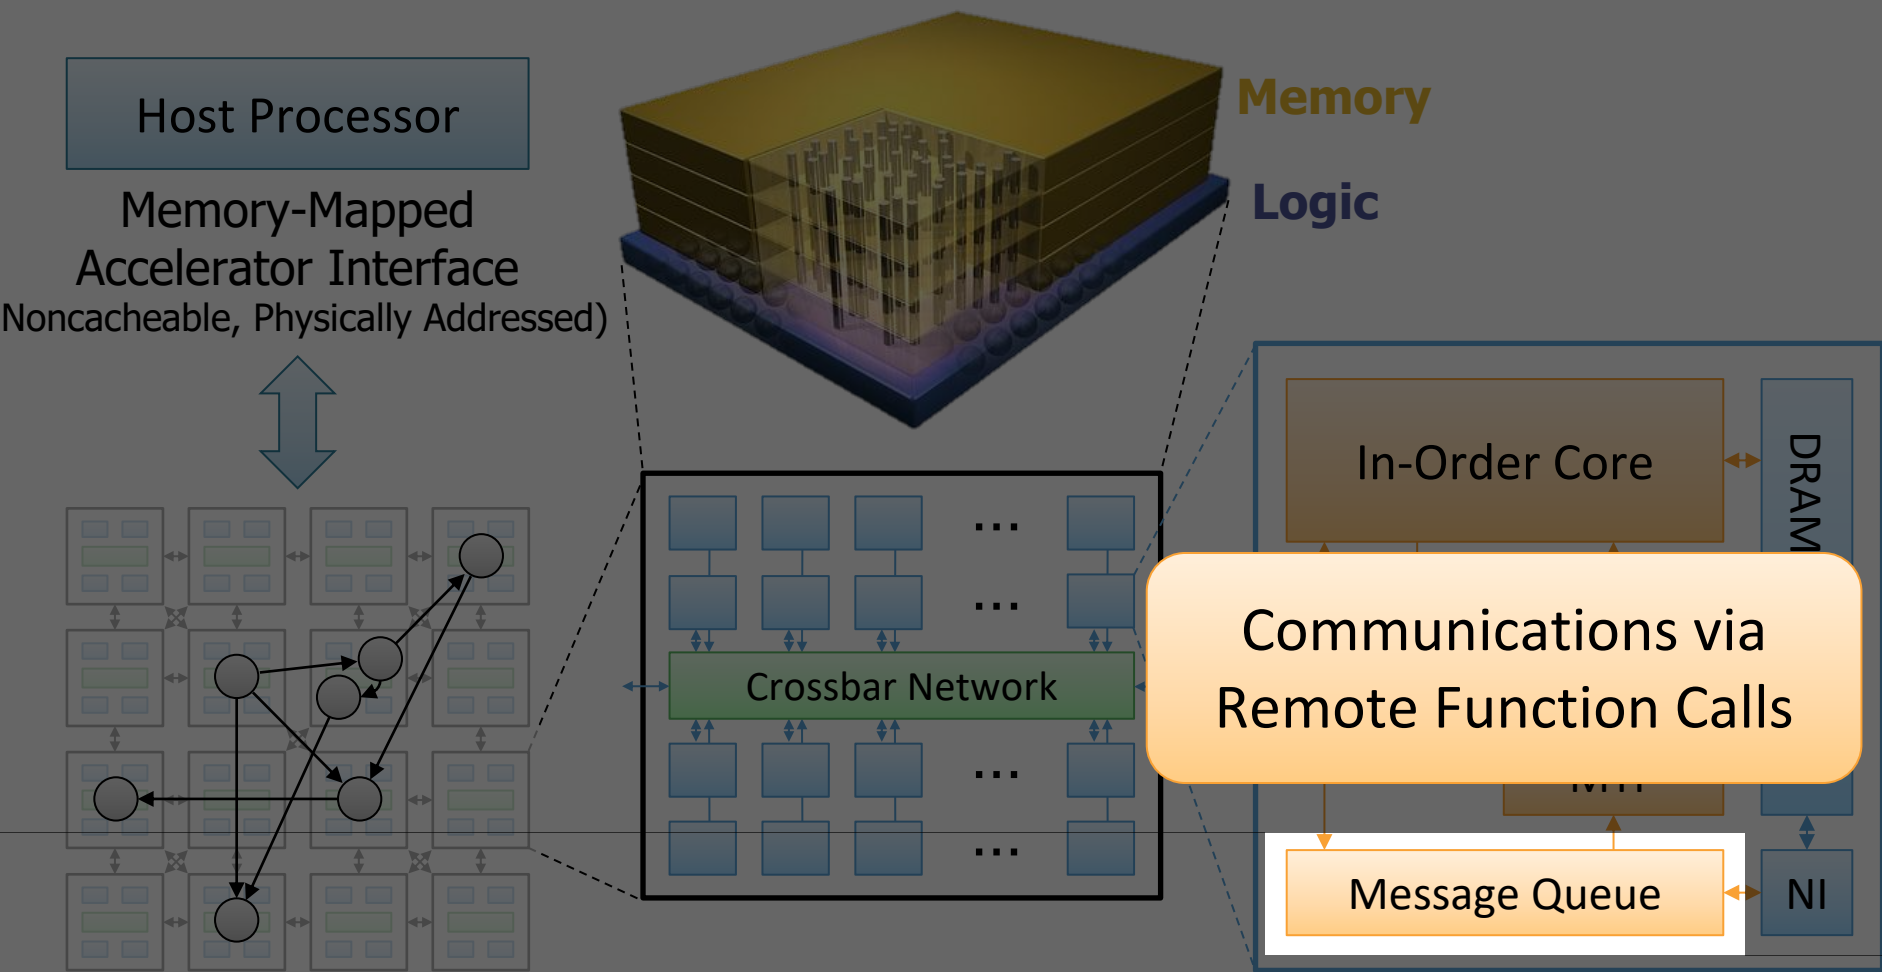 Host Processor
Memory-Mapped
Accelerator Interface
Noncacheable, Physically Addressed)
Memory
Logic
...
...
Crossbar Network
...
...
In-Order Core
DRAM
Communications via
Remote Function Calls
Message Queue
NI